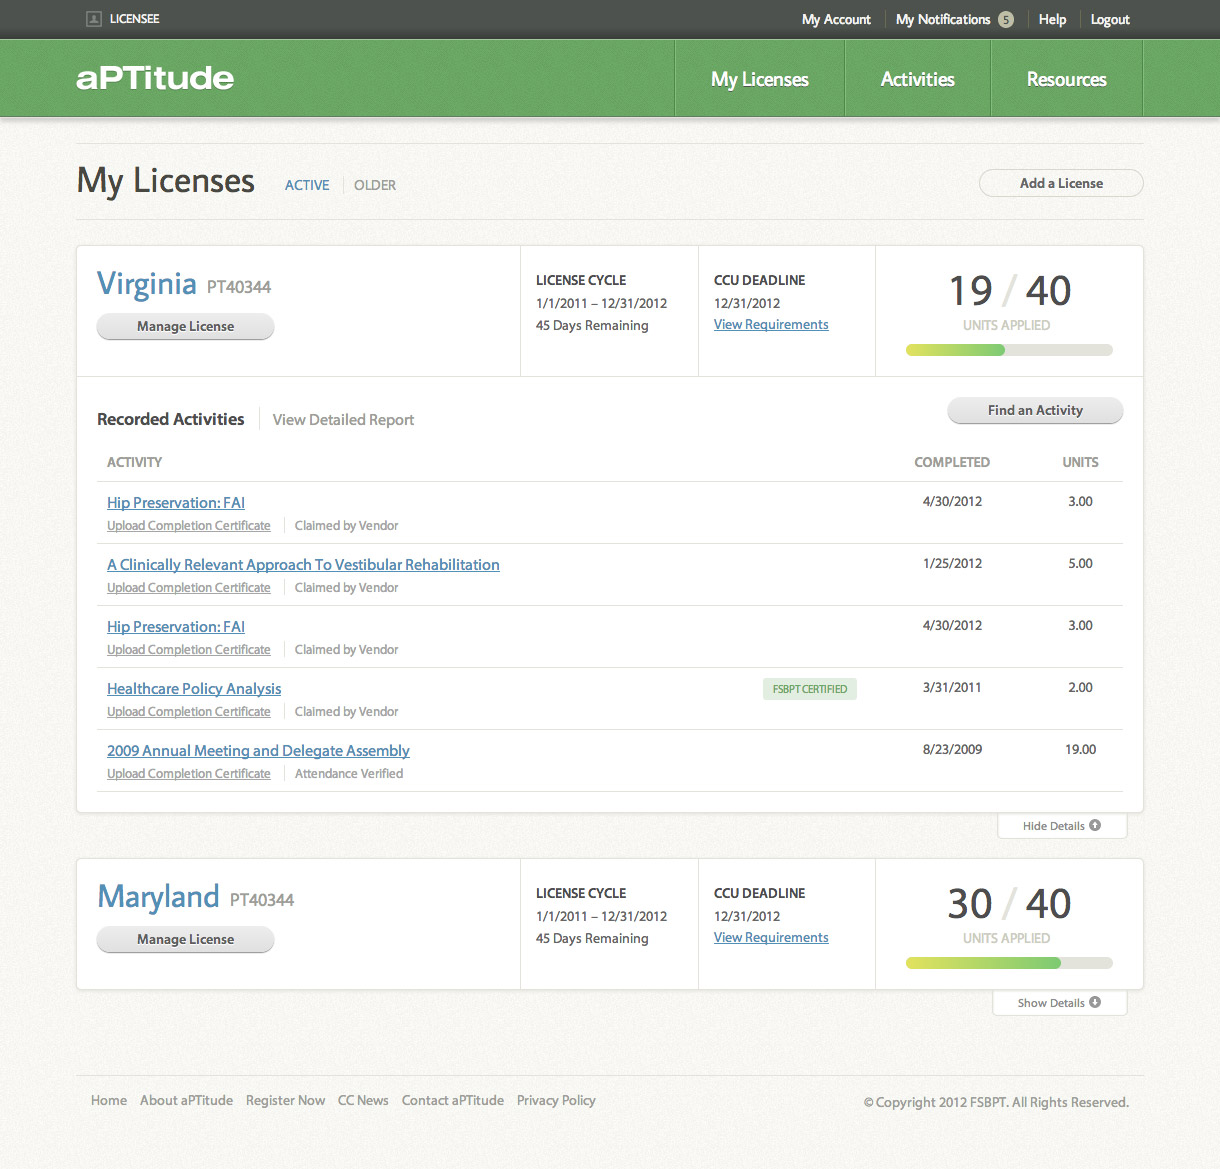 LICENSEE
My Account My Notifications 5 Help Logout
aPTitude My Licenses Activities Resources
My Licenses ACTIVE OLDER Add a License
Virginia PT40344
Manage License
LICENSE CYCLE
1/1/2011 – 12/31/2012
45 Days Remaining
CCU DEADLINE
12/31/2012
View Requirements
19 / 40
UNITS APPLIED
Recorded Activities View Detailed Report Find an Activity
ACTIVITY COMPLETED UNITS
Hip Preservation: FAI 4/30/2012 3.00
Upload Completion Certificate Claimed by Vendor
A Clinically Relevant Approach To Vestibular Rehabilitation 1/25/2012 5.00
Upload Completion Certificate Claimed by Vendor
Hip Preservation: FAI 4/30/2012 3.00
Upload Completion Certificate Claimed by Vendor
Healthcare Policy Analysis FSBPT CERTIFIED 3/31/2011 2.00
Upload Completion Certificate Claimed by Vendor
2009 Annual Meeting and Delegate Assembly 8/23/2009 19.00
Upload Completion Certificate Attendance Verified
Hide Details
Maryland PT40344
Manage License
LICENSE CYCLE
1/1/2011 – 12/31/2012
45 Days Remaining
CCU DEADLINE
12/31/2012
View Requirements
30 / 40
UNITS APPLIED
Show Details
Home About aPTitude Register Now CC News Contact aPTitude Privacy Policy
© Copyright 2012 FSBPT. All Rights Reserved.